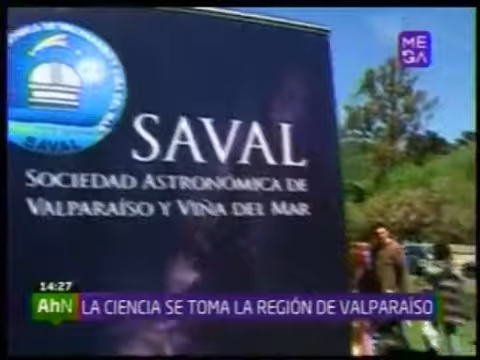 MEGA
SAVAL
SAVAL
SOCIEDAD ASTRONÓMICA DE
VALPARAÍSO Y VIÑA DEL MAR
14:27
AhN
LA CIENCIA SE TOMA LA REGIÓN DE VALPARAÍSO